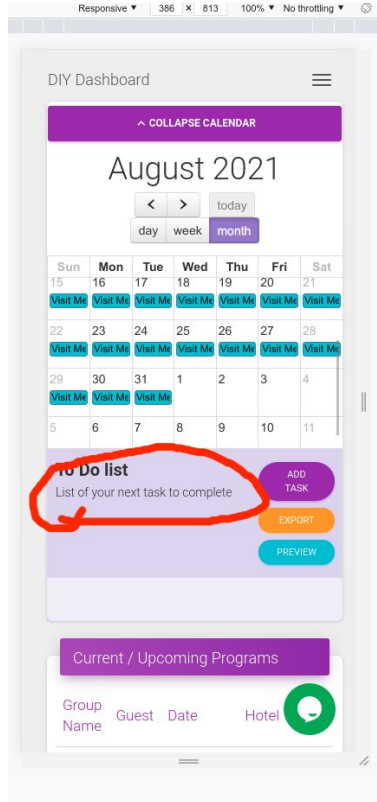 Responsive ▼ 386 × 813 100% ▼ No throttling ▼
DIY Dashboard
COLLAPSE CALENDAR
August 2021
< > today
day week month
Sun Mon Tue Wed Thu Fri Sat
15 16 17 18 19 20 21
Visit Me Visit Me Visit Me Visit Me Visit Me Visit Me Visit Me
22 23 24 25 26 27 28
Visit Me Visit Me Visit Me Visit Me Visit Me Visit Me Visit Me
29 30 31 1 2 3 4
Visit Me Visit Me Visit Me
5 6 7 8 9 10 11
To Do list
List of your next task to complete
ADD
TASK
EXPORT
PREVIEW
Current / Upcoming Programs
Group
Name Guest Date Hotel